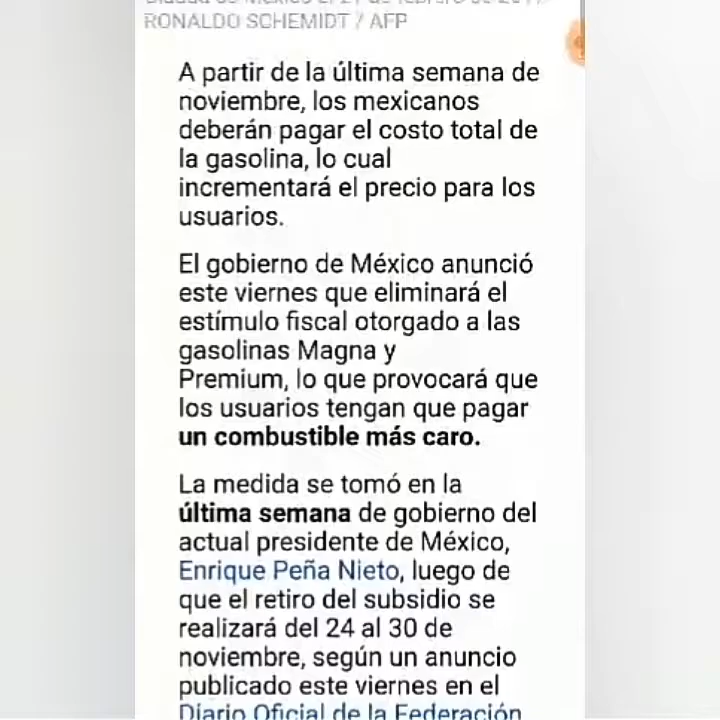 RONALDO SCHEMIDT / AFP
A partir de la última semana de
noviembre, los mexicanos
deberán pagar el costo total de
la gasolina, lo cual
incrementará el precio para los
usuarios.
El gobierno de México anunció
este viernes que eliminará el
estímulo fiscal otorgado a las
gasolinas Magna y
Premium, lo que provocará que
los usuarios tengan que pagar
un combustible más caro.
La medida se tomó en la
última semana de gobierno del
actual presidente de México,
Enrique Peña Nieto, luego de
que el retiro del subsidio se
realizará del 24 al 30 de
noviembre, según un anuncio
publicado este viernes en el
Diario Oficial de la Federación